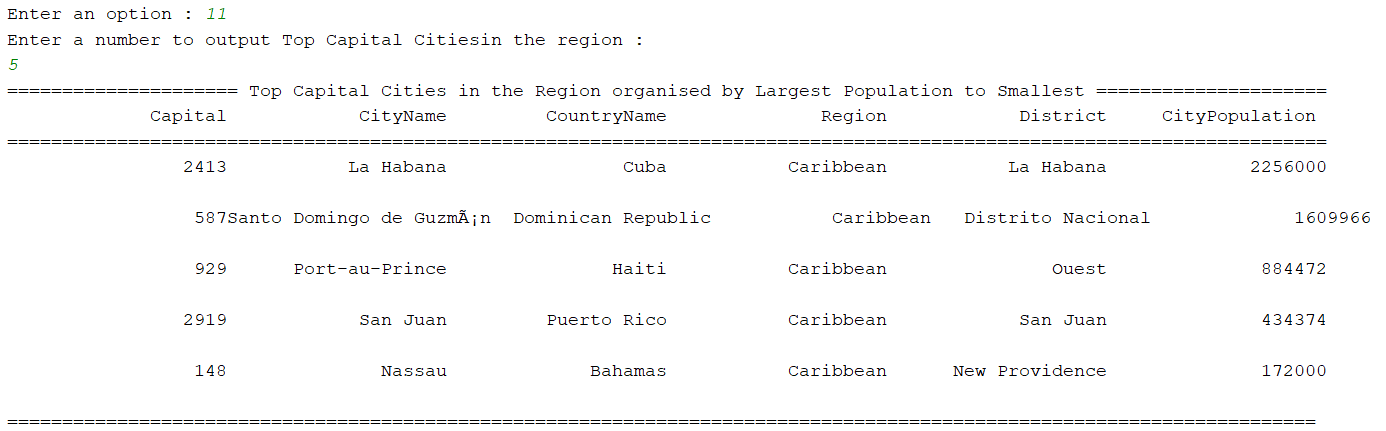 Enter an option : 11
Enter a number to output Top Capital Citiesin the region :
5
===================== Top Capital Cities in the Region organised by Largest Population to Smallest =====================
Capital CityName CountryName Region District CityPopulation
========================================================================================================================
2413 La Habana Cuba Caribbean La Habana 2256000
587Santo Domingo de GuzmÃ¡n Dominican Republic Caribbean Distrito Nacional 1609966
929 Port-au-Prince Haiti Caribbean Ouest 884472
2919 San Juan Puerto Rico Caribbean San Juan 434374
148 Nassau Bahamas Caribbean New Providence 172000
=======================================================================================================================